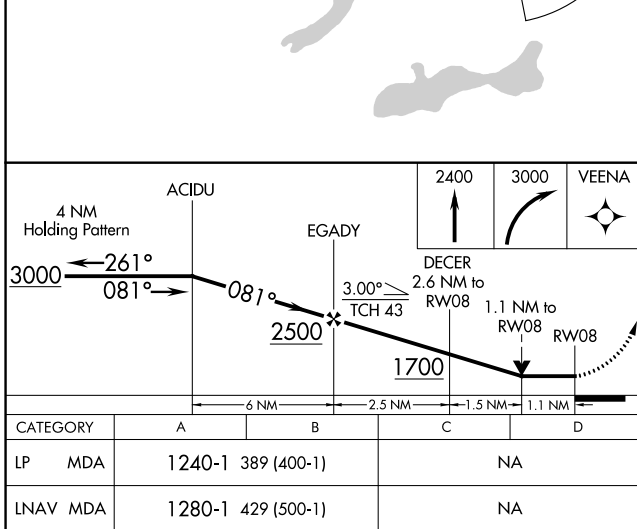 2400 3000 VEENA
4 NM
Holding Pattern
ACIDU
EGADY
DECER
2.6 NM to
RW08
1.1 NM to
RW08
RW08
3000
261°
081°
081°
3.00°
TCH 43
2500
1700
6 NM 2.5 NM 1.5 NM 1.1 NM
CATEGORY A B C D
LP MDA 1240-1 389 (400-1) NA
LNAV MDA 1280-1 429 (500-1) NA